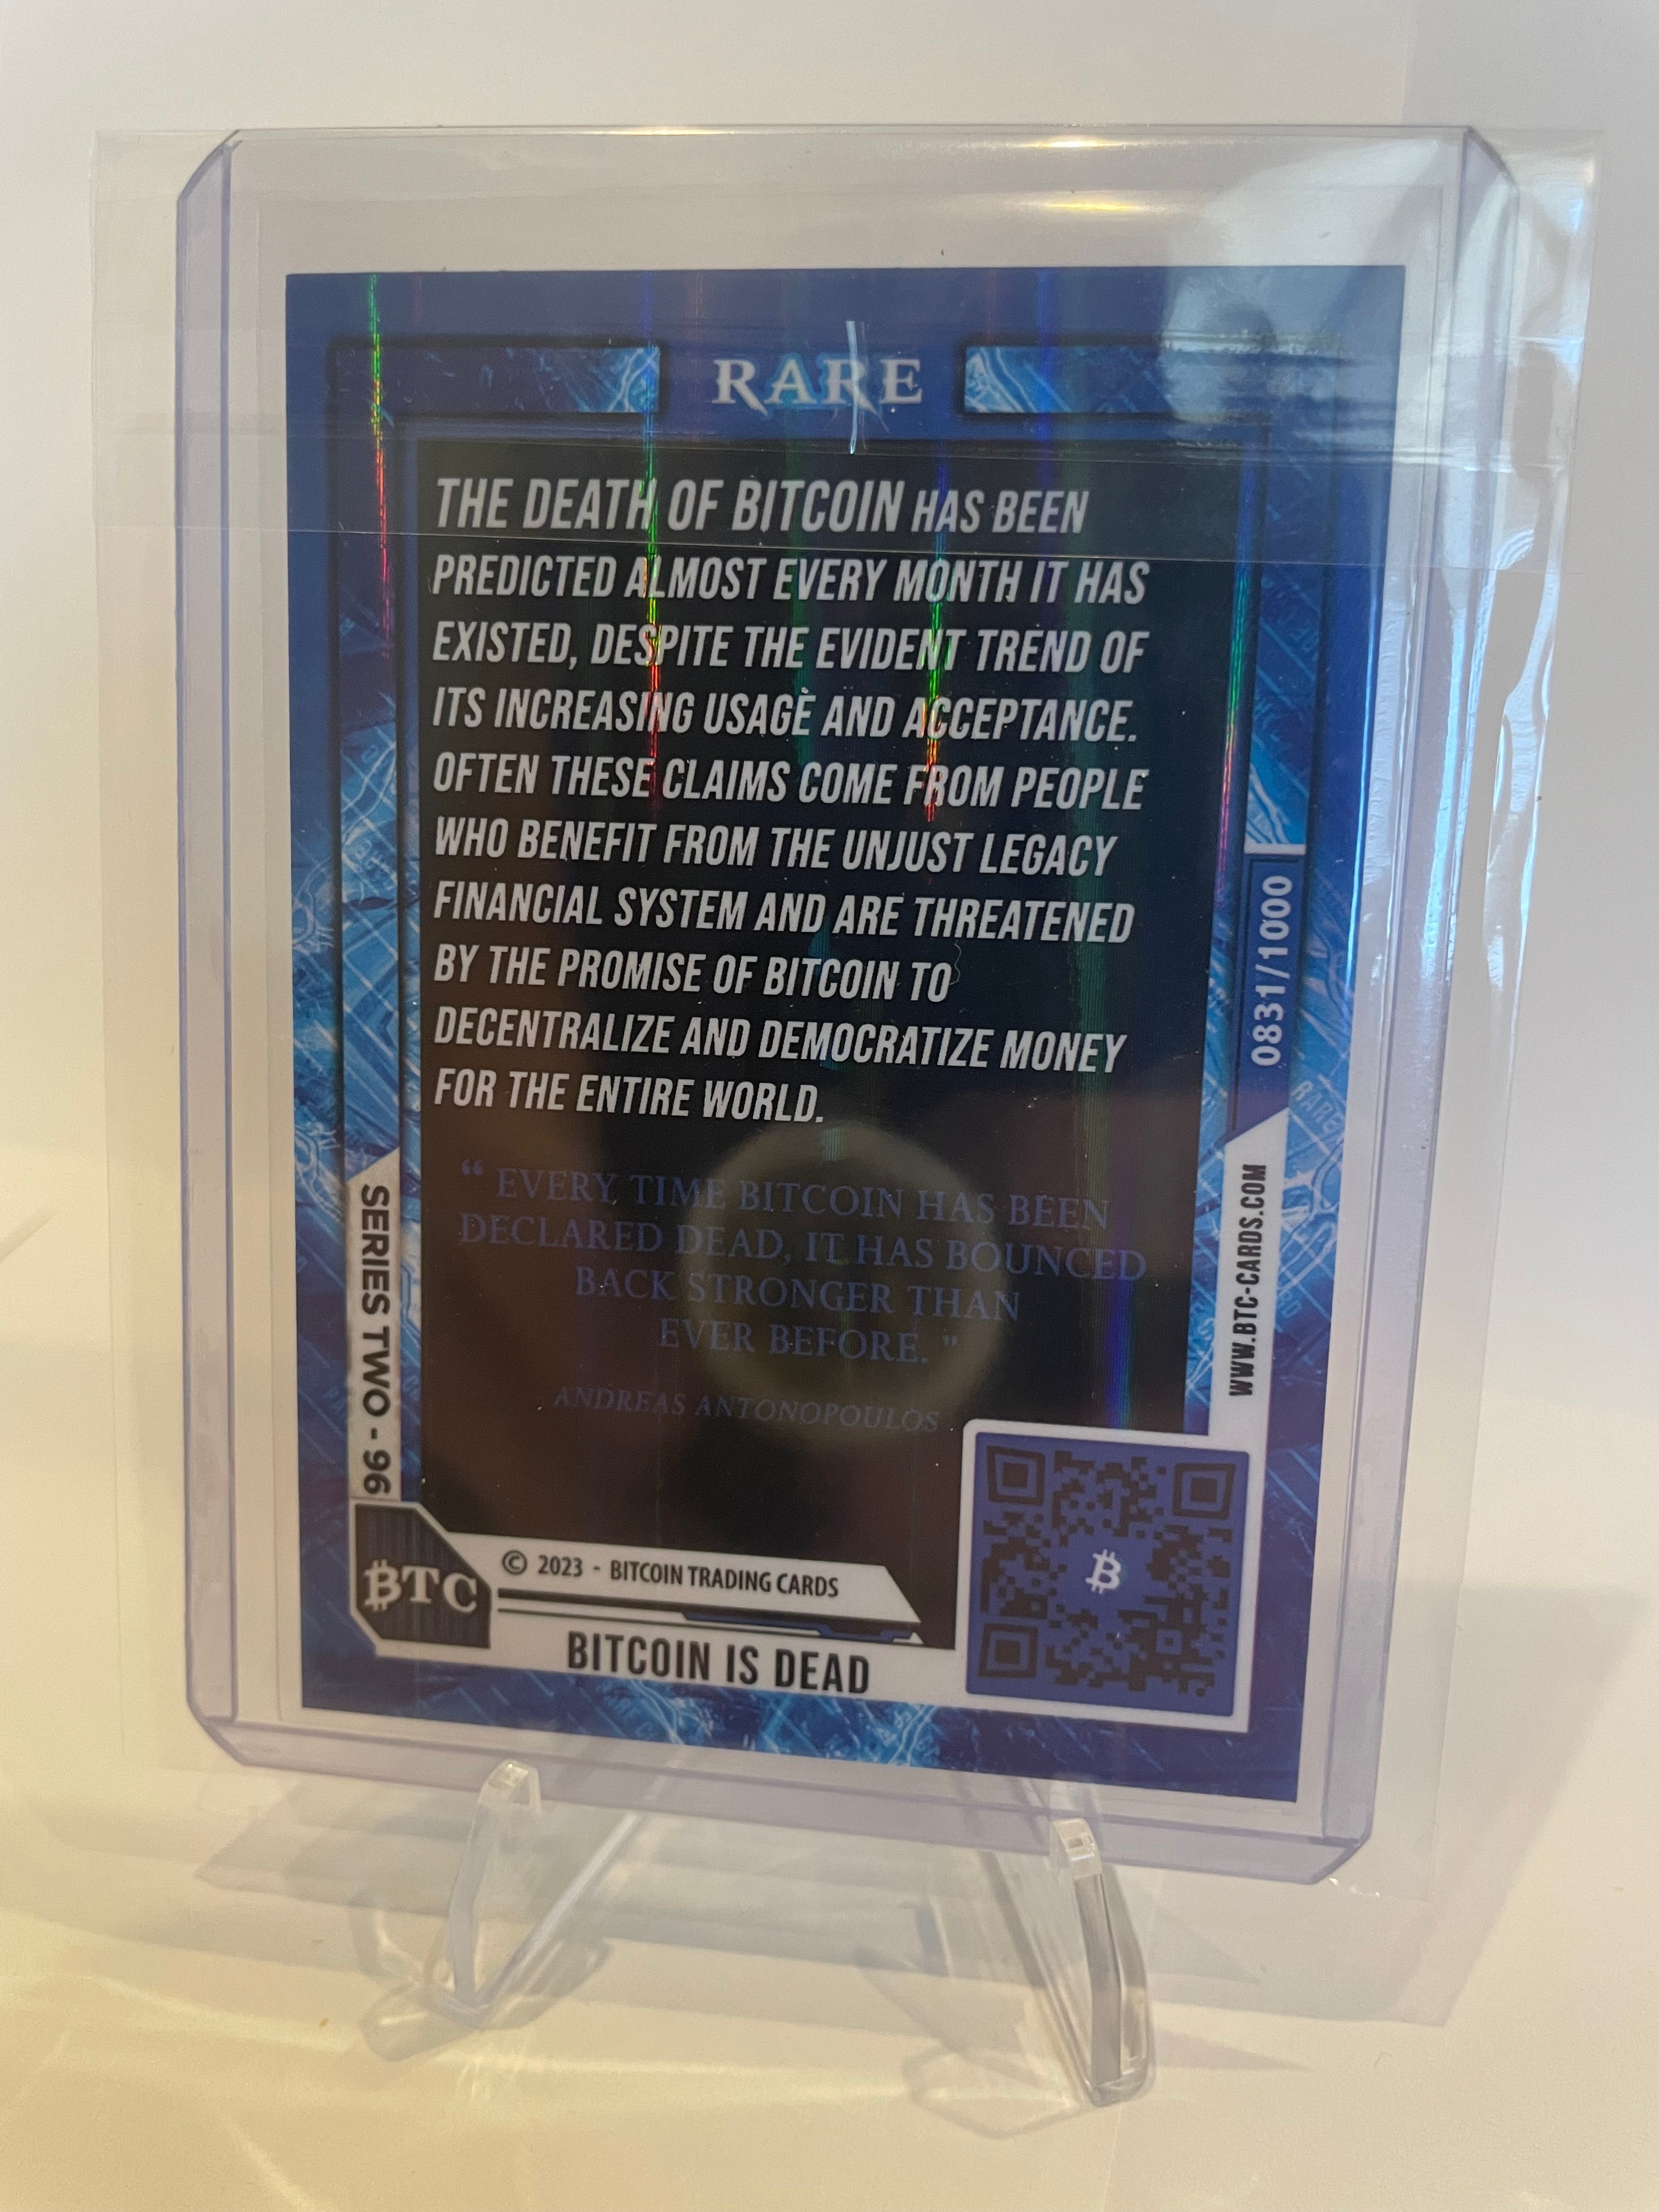 RARE
THE DEATH OF BITCOIN HAS BEEN
PREDICTED ALMOST EVERY MONTH IT HAS
EXISTED, DESPITE THE EVIDENT TREND OF
ITS INCREASING USAGE AND ACCEPTANCE.
OFTEN THESE CLAIMS COME FROM PEOPLE
WHO BENEFIT FROM THE UNJUST LEGACY
FINANCIAL SYSTEM AND ARE THREATENED
BY THE PROMISE OF BITCOIN TO
DECENTRALIZE AND DEMOCRATIZE MONEY
FOR THE ENTIRE WORLD.
“ EVERY TIME BITCOIN HAS BEEN
DECLARED DEAD, IT HAS BOUNCED
BACK STRONGER THAN
EVER BEFORE. ”
ANDREAS ANTONOPOULOS
SERIES TWO - 96
0831/1000
WWW.BTC-CARDS.COM
₿TC
© 2023 - BITCOIN TRADING CARDS
BITCOIN IS DEAD
₿